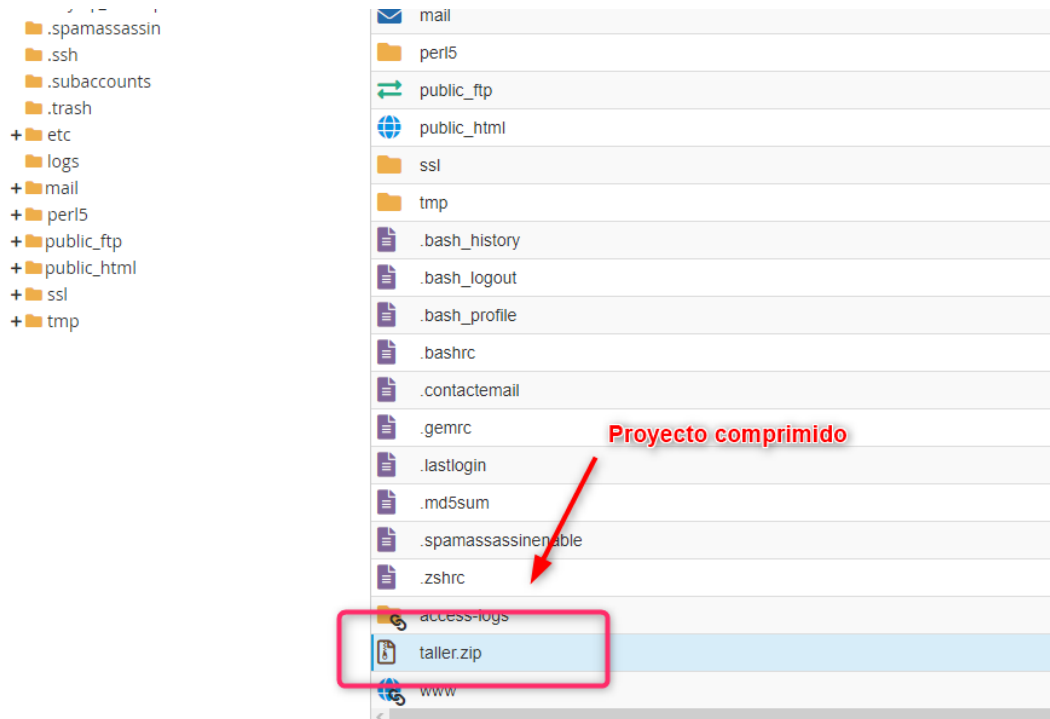 .spamassassin
.ssh
.subaccounts
.trash
etc
logs
mail
perl5
public_ftp
public_html
ssl
tmp
mail
perl5
public_ftp
public_html
ssl
tmp
.bash_history
.bash_logout
.bash_profile
.bashrc
.contactemail
.gemrc
Proyecto comprimido
.lastlogin
.md5sum
.spamassassinenable
.zshrc
access-logs
taller.zip
www